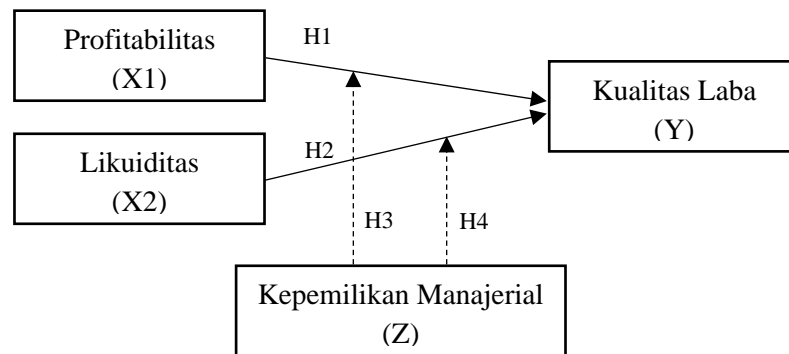 Profitabilitas
(X1)
H1
Kualitas Laba
(Y)
Likuiditas
(X2)
H2
H3
H4
Kepemilikan Manajerial
(Z)